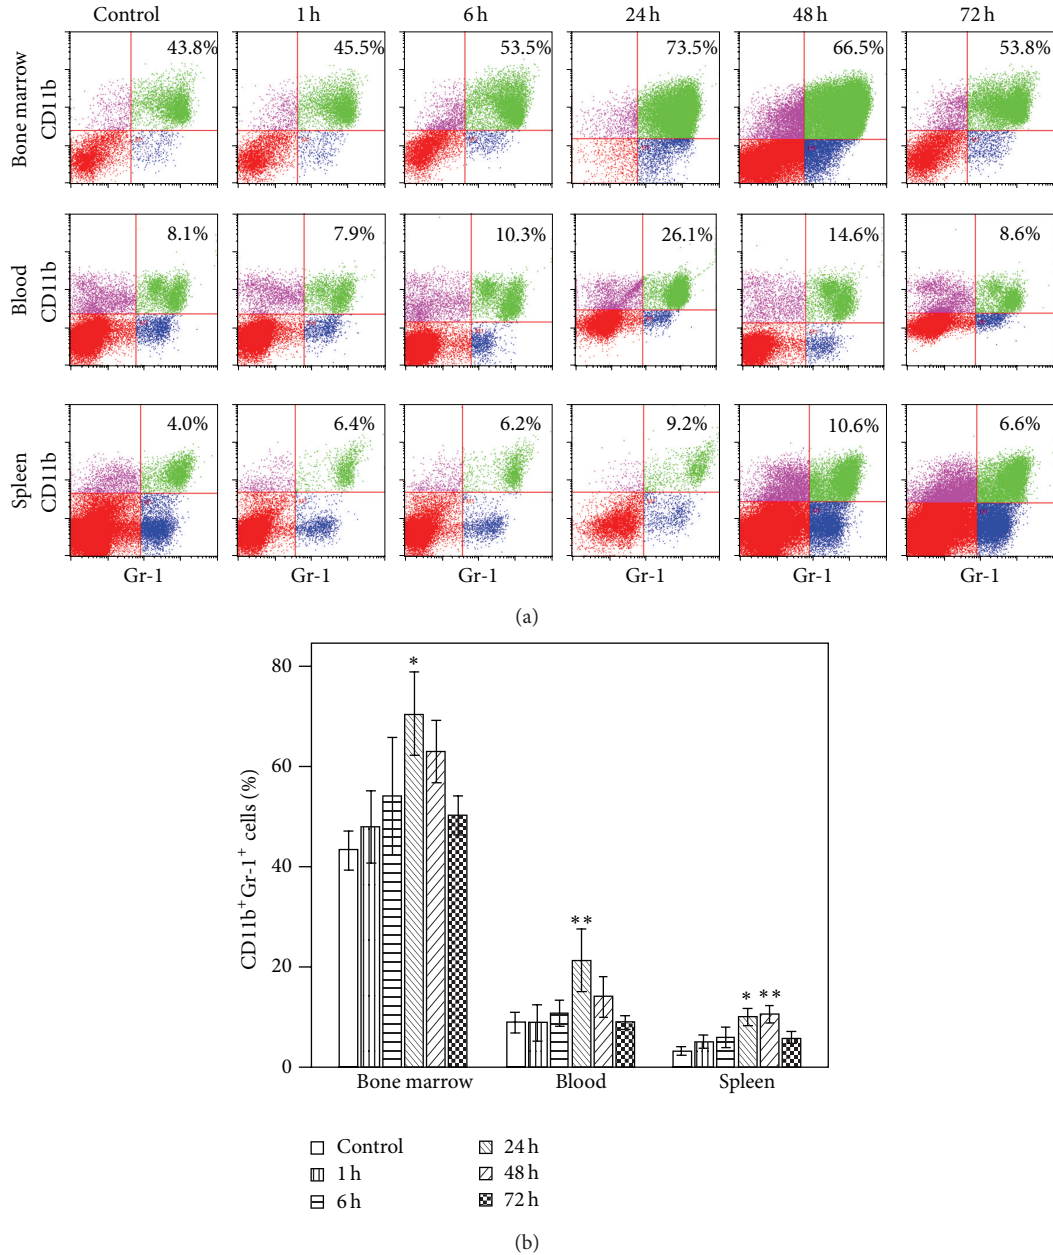 Control 1 h 6 h 24 h 48 h 72 h
Bone marrow
CD11b
43.8% 45.5% 53.5% 73.5% 66.5% 53.8%
Blood
CD11b
8.1% 7.9% 10.3% 26.1% 14.6% 8.6%
Spleen
CD11b
4.0% 6.4% 6.2% 9.2% 10.6% 6.6%
Gr-1 Gr-1 Gr-1 Gr-1 Gr-1 Gr-1
(a)
CD11b⁺Gr-1⁺ cells (%)
80
60
40
20
0
* ** * **
Bone marrow Blood Spleen
Control 24 h
1 h 48 h
6 h 72 h
(b)